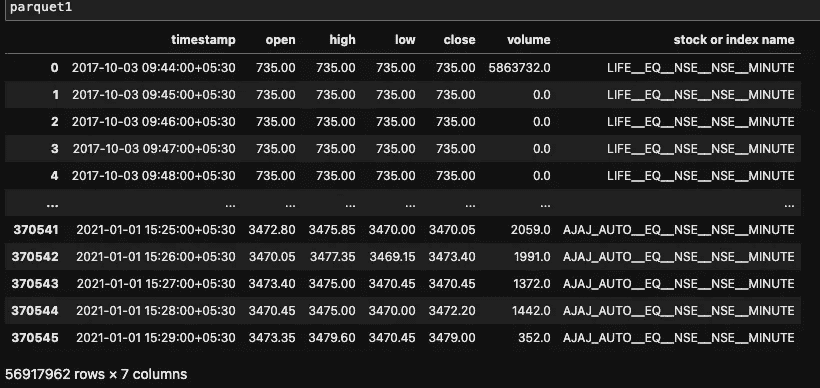 parquet1
timestamp open high low close volume stock or index name
0 2017-10-03 09:44:00+05:30 735.00 735.00 735.00 735.00 5863732.0 LIFE__EQ__NSE__NSE__MINUTE
1 2017-10-03 09:45:00+05:30 735.00 735.00 735.00 735.00 0.0 LIFE__EQ__NSE__NSE__MINUTE
2 2017-10-03 09:46:00+05:30 735.00 735.00 735.00 735.00 0.0 LIFE__EQ__NSE__NSE__MINUTE
3 2017-10-03 09:47:00+05:30 735.00 735.00 735.00 735.00 0.0 LIFE__EQ__NSE__NSE__MINUTE
4 2017-10-03 09:48:00+05:30 735.00 735.00 735.00 735.00 0.0 LIFE__EQ__NSE__NSE__MINUTE
... ... ... ... ... ... ... ...
370541 2021-01-01 15:25:00+05:30 3472.80 3475.85 3470.00 3470.05 2059.0 AJAJ_AUTO__EQ__NSE__NSE__MINUTE
370542 2021-01-01 15:26:00+05:30 3470.05 3477.35 3469.15 3473.40 1991.0 AJAJ_AUTO__EQ__NSE__NSE__MINUTE
370543 2021-01-01 15:27:00+05:30 3473.40 3475.00 3470.45 3470.45 1372.0 AJAJ_AUTO__EQ__NSE__NSE__MINUTE
370544 2021-01-01 15:28:00+05:30 3470.45 3475.00 3470.00 3472.20 1442.0 AJAJ_AUTO__EQ__NSE__NSE__MINUTE
370545 2021-01-01 15:29:00+05:30 3473.35 3479.60 3470.45 3479.00 352.0 AJAJ_AUTO__EQ__NSE__NSE__MINUTE
56917962 rows × 7 columns